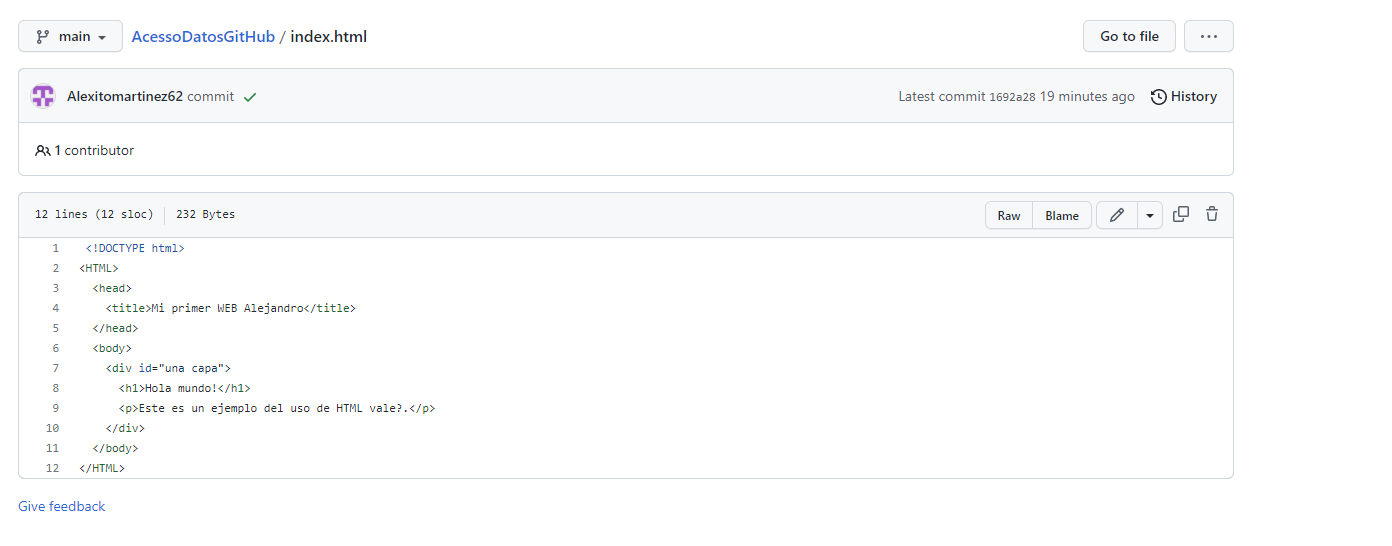 main AcessoDatosGitHub / index.html Go to file ...
Alexitomartinez62 commit Latest commit 1692a28 19 minutes ago History
1 contributor
12 lines (12 sloc) 232 Bytes Raw Blame
1 <!DOCTYPE html>
2 <HTML>
3 <head>
4 <title>Mi primer WEB Alejandro</title>
5 </head>
6 <body>
7 <div id="una capa">
8 <h1>Hola mundo!</h1>
9 <p>Este es un ejemplo del uso de HTML vale?.</p>
10 </div>
11 </body>
12 </HTML>
Give feedback